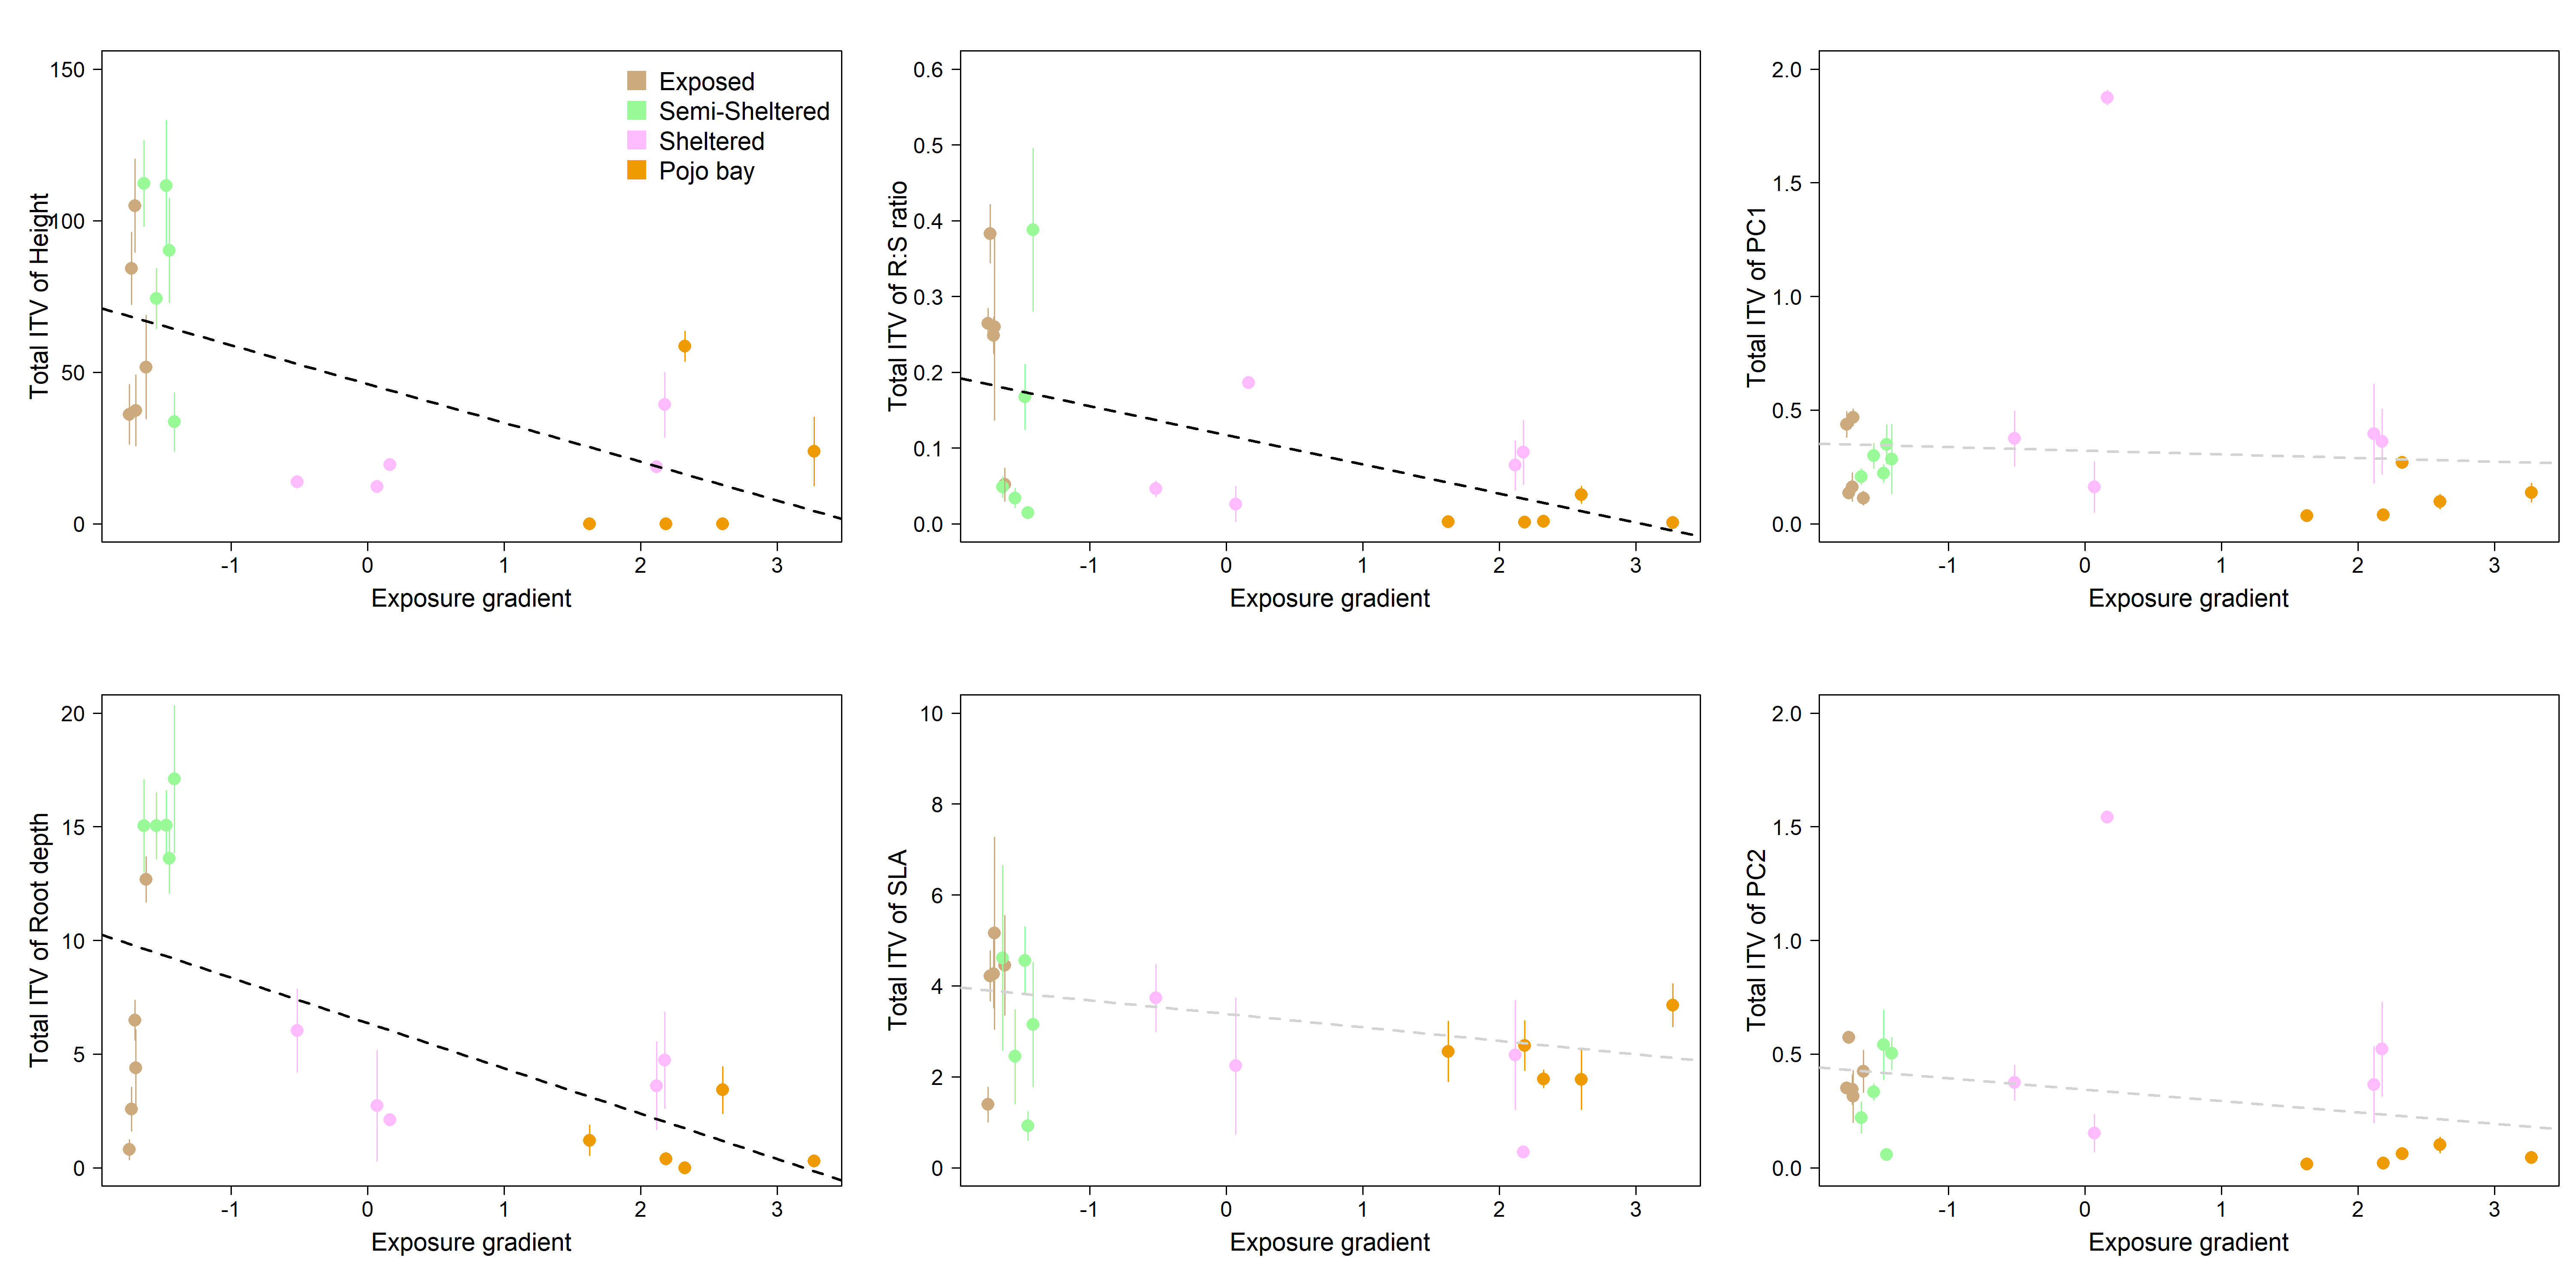 Total ITV of Height
150
100
50
0
Exposed
Semi-Sheltered
Sheltered
Pojo bay
-1 0 1 2 3
Exposure gradient
Total ITV of R:S ratio
0.6
0.5
0.4
0.3
0.2
0.1
0.0
-1 0 1 2 3
Exposure gradient
Total ITV of PC1
2.0
1.5
1.0
0.5
0.0
-1 0 1 2 3
Exposure gradient
Total ITV of Root depth
20
15
10
5
0
-1 0 1 2 3
Exposure gradient
Total ITV of SLA
10
8
6
4
2
0
-1 0 1 2 3
Exposure gradient
Total ITV of PC2
2.0
1.5
1.0
0.5
0.0
-1 0 1 2 3
Exposure gradient